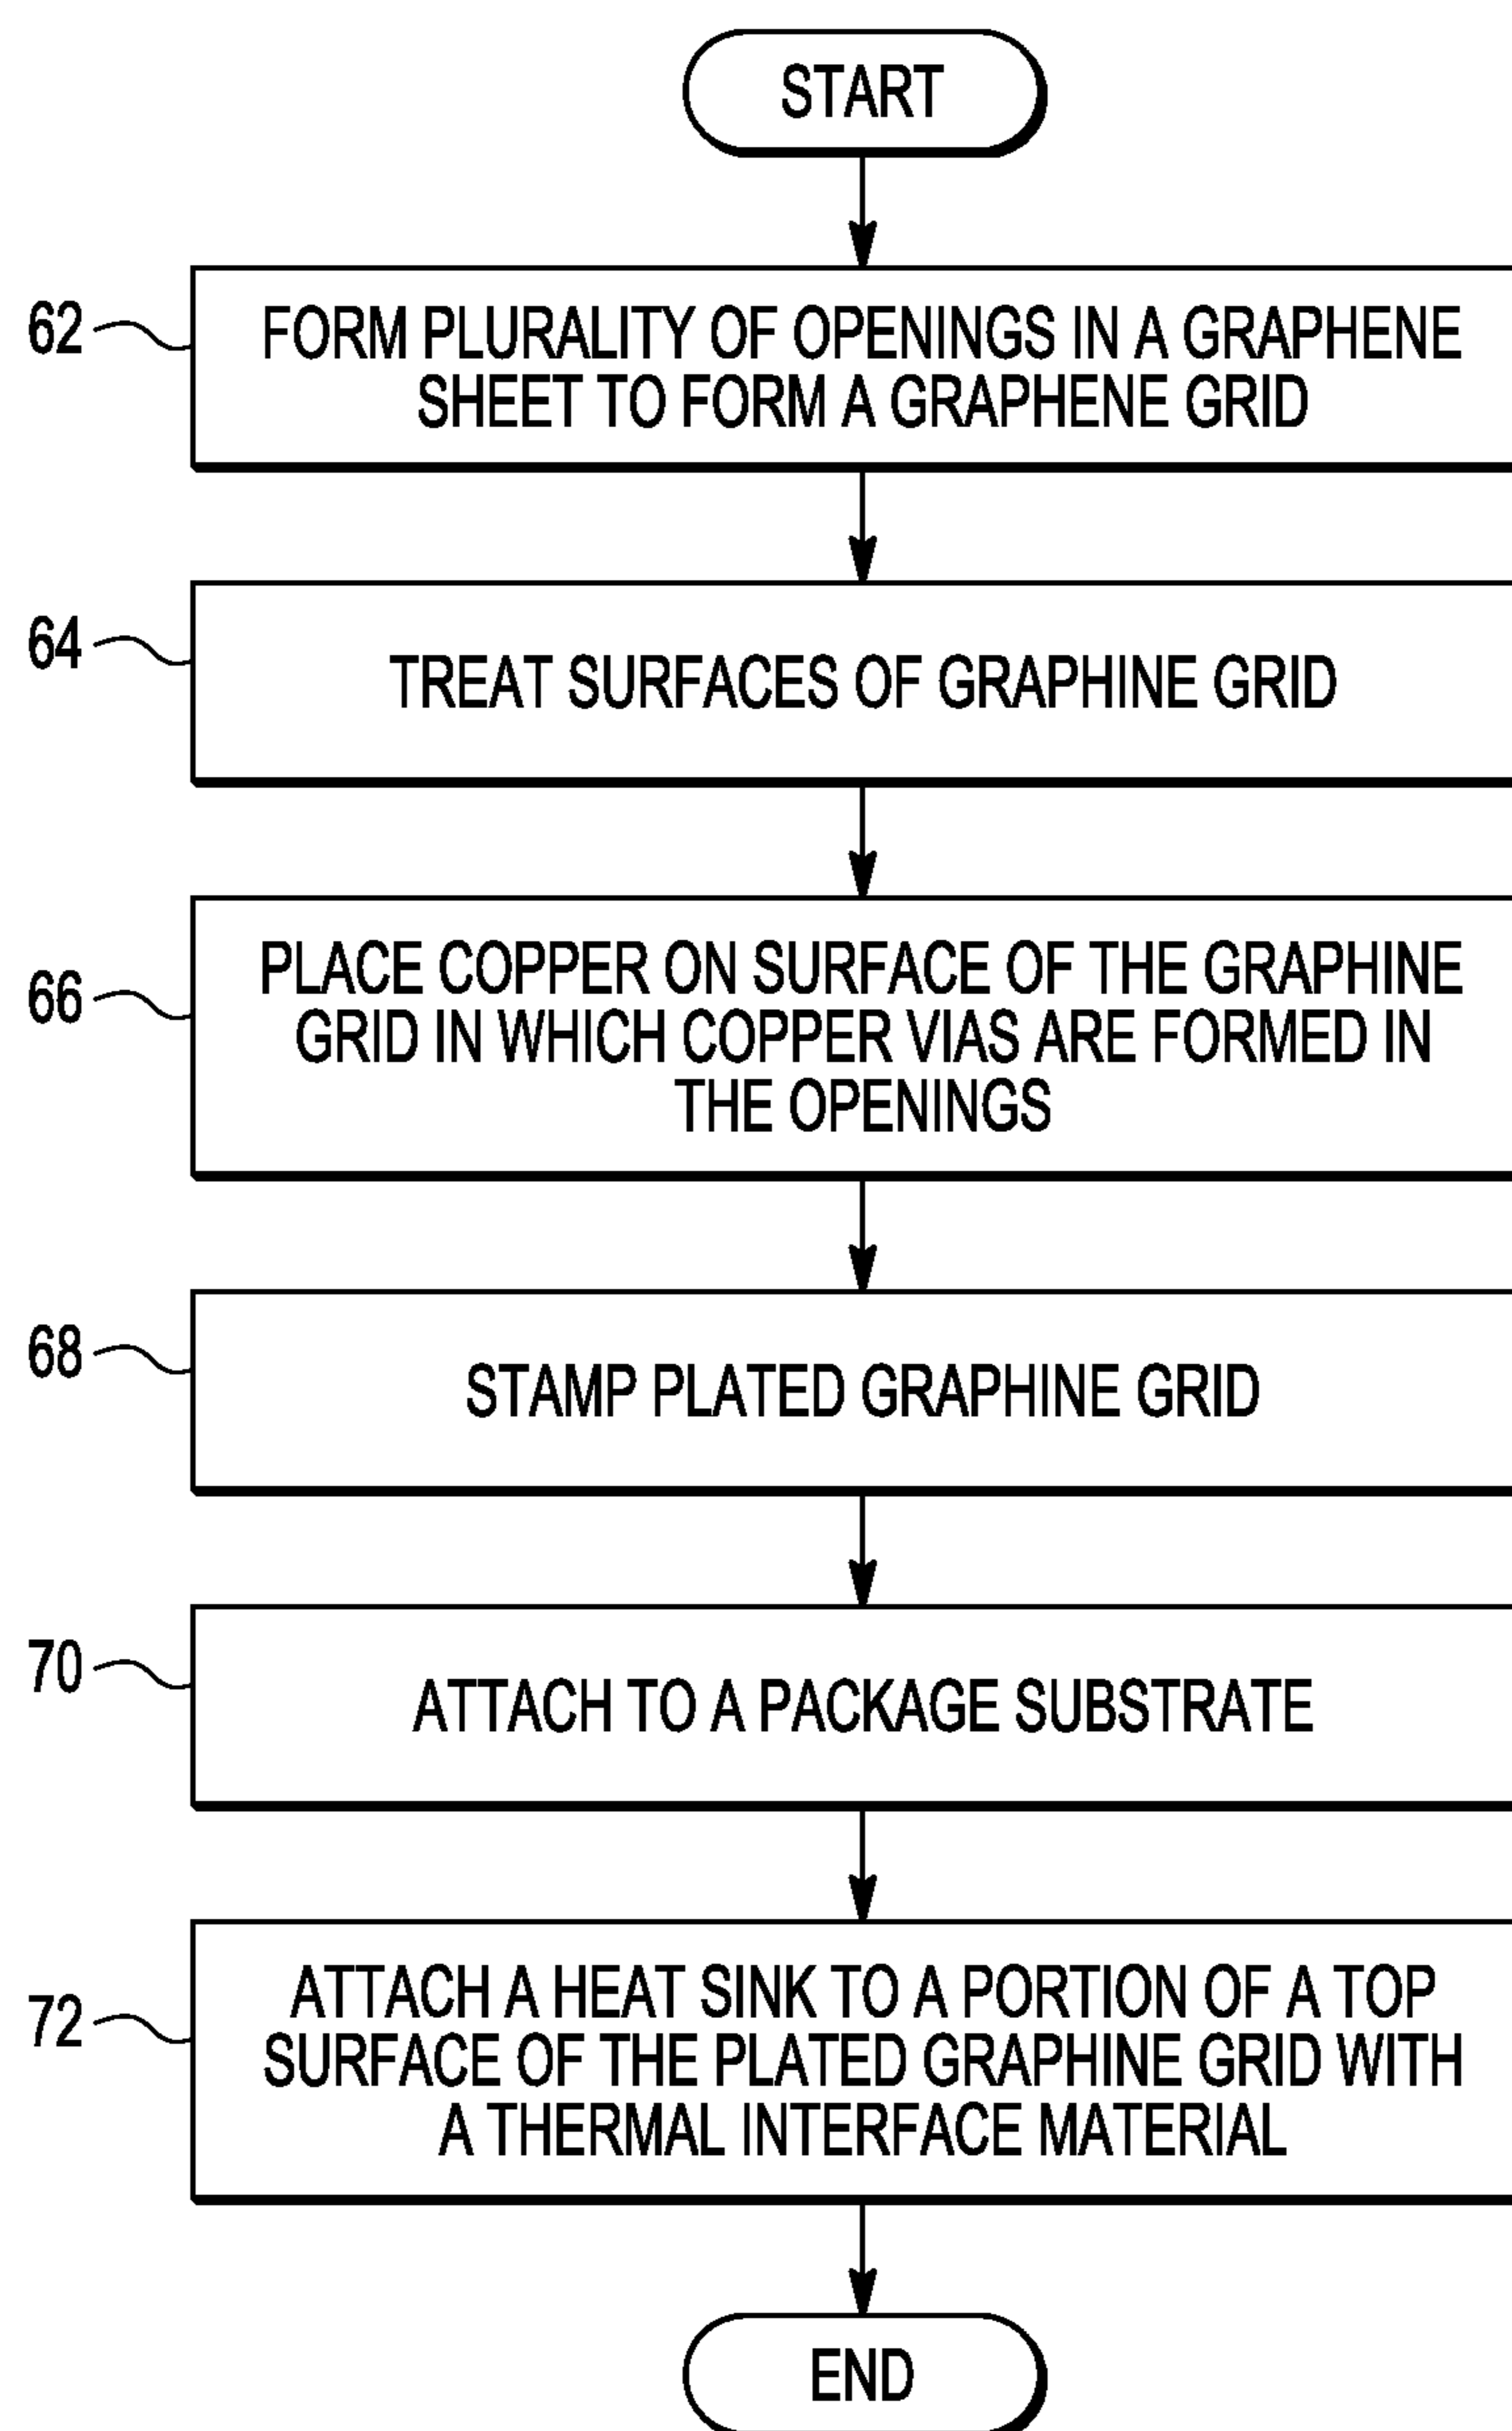 START
62
FORM PLURALITY OF OPENINGS IN A GRAPHENE
SHEET TO FORM A GRAPHENE GRID
64
TREAT SURFACES OF GRAPHINE GRID
66
PLACE COPPER ON SURFACE OF THE GRAPHINE
GRID IN WHICH COPPER VIAS ARE FORMED IN
THE OPENINGS
68
STAMP PLATED GRAPHINE GRID
70
ATTACH TO A PACKAGE SUBSTRATE
72
ATTACH A HEAT SINK TO A PORTION OF A TOP
SURFACE OF THE PLATED GRAPHINE GRID WITH
A THERMAL INTERFACE MATERIAL
END